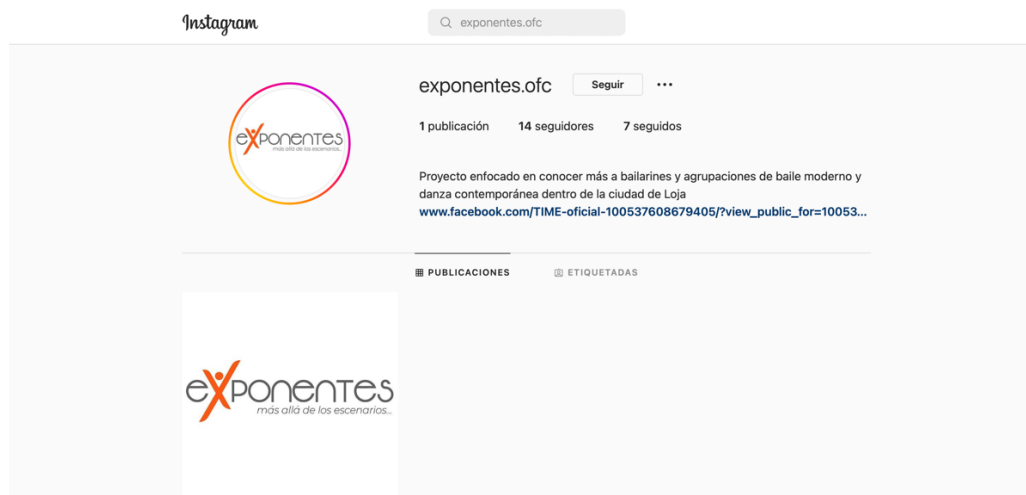 Instagram
exponentes.ofc
exponentes.ofc Seguir ...
1 publicación 14 seguidores 7 seguidos
eXPONENTES
más allá de los escenarios...
Proyecto enfocado en conocer más a bailarines y agrupaciones de baile moderno y
danza contemporánea dentro de la ciudad de Loja
www.facebook.com/TIME-oficial-100537608679405/?view_public_for=10053...
PUBLICACIONES ETIQUETADAS
eXPONENTES
más allá de los escenarios...